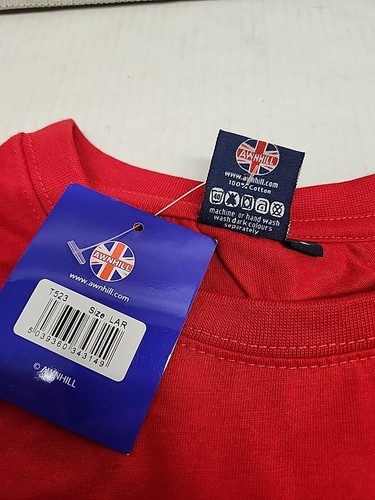 AWNHILL
www.awnhill.com
100% Cotton
machine or hand wash
wash dark colours
separately
AWNHILL
www.awnhill.com
T523 Size LAR
5 039360 343149
© AWNHILL